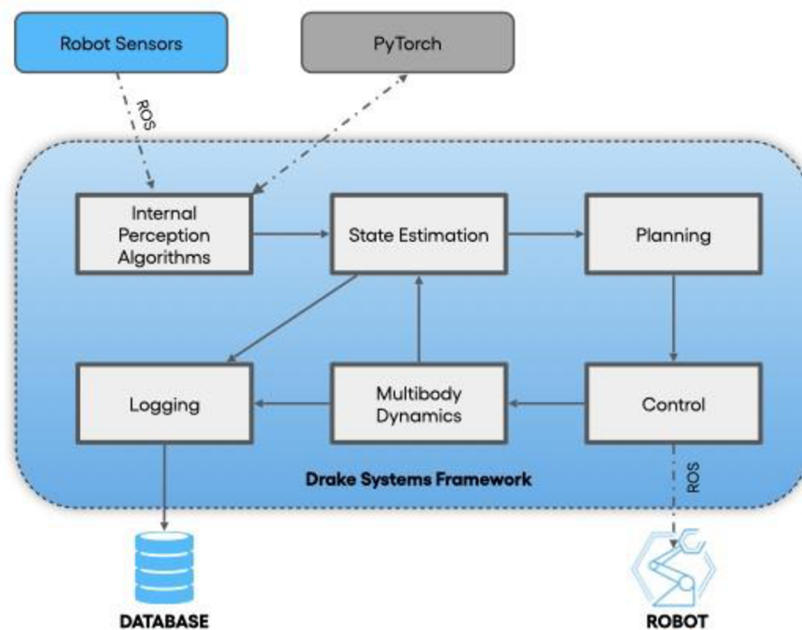 Robot Sensors
PyTorch
ROS
Internal
Perception
Algorithms
State Estimation
Planning
Logging
Multibody
Dynamics
Control
Drake Systems Framework
ROS
DATABASE
ROBOT